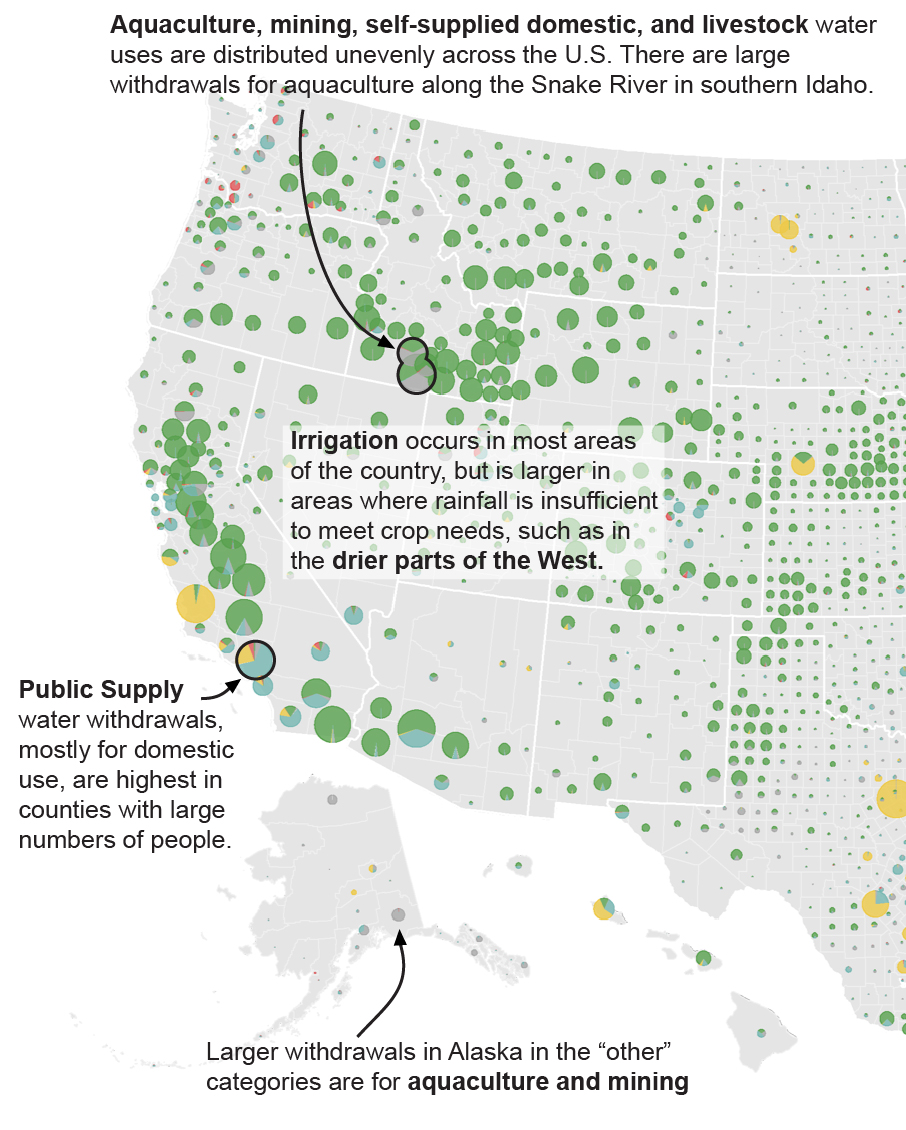 Aquaculture, mining, self-supplied domestic, and livestock water
uses are distributed unevenly across the U.S. There are large
withdrawals for aquaculture along the Snake River in southern Idaho.
Irrigation occurs in most areas
of the country, but is larger in
areas where rainfall is insufficient
to meet crop needs, such as in
the drier parts of the West.
Public Supply
water withdrawals,
mostly for domestic
use, are highest in
counties with large
numbers of people.
Larger withdrawals in Alaska in the “other”
categories are for aquaculture and mining